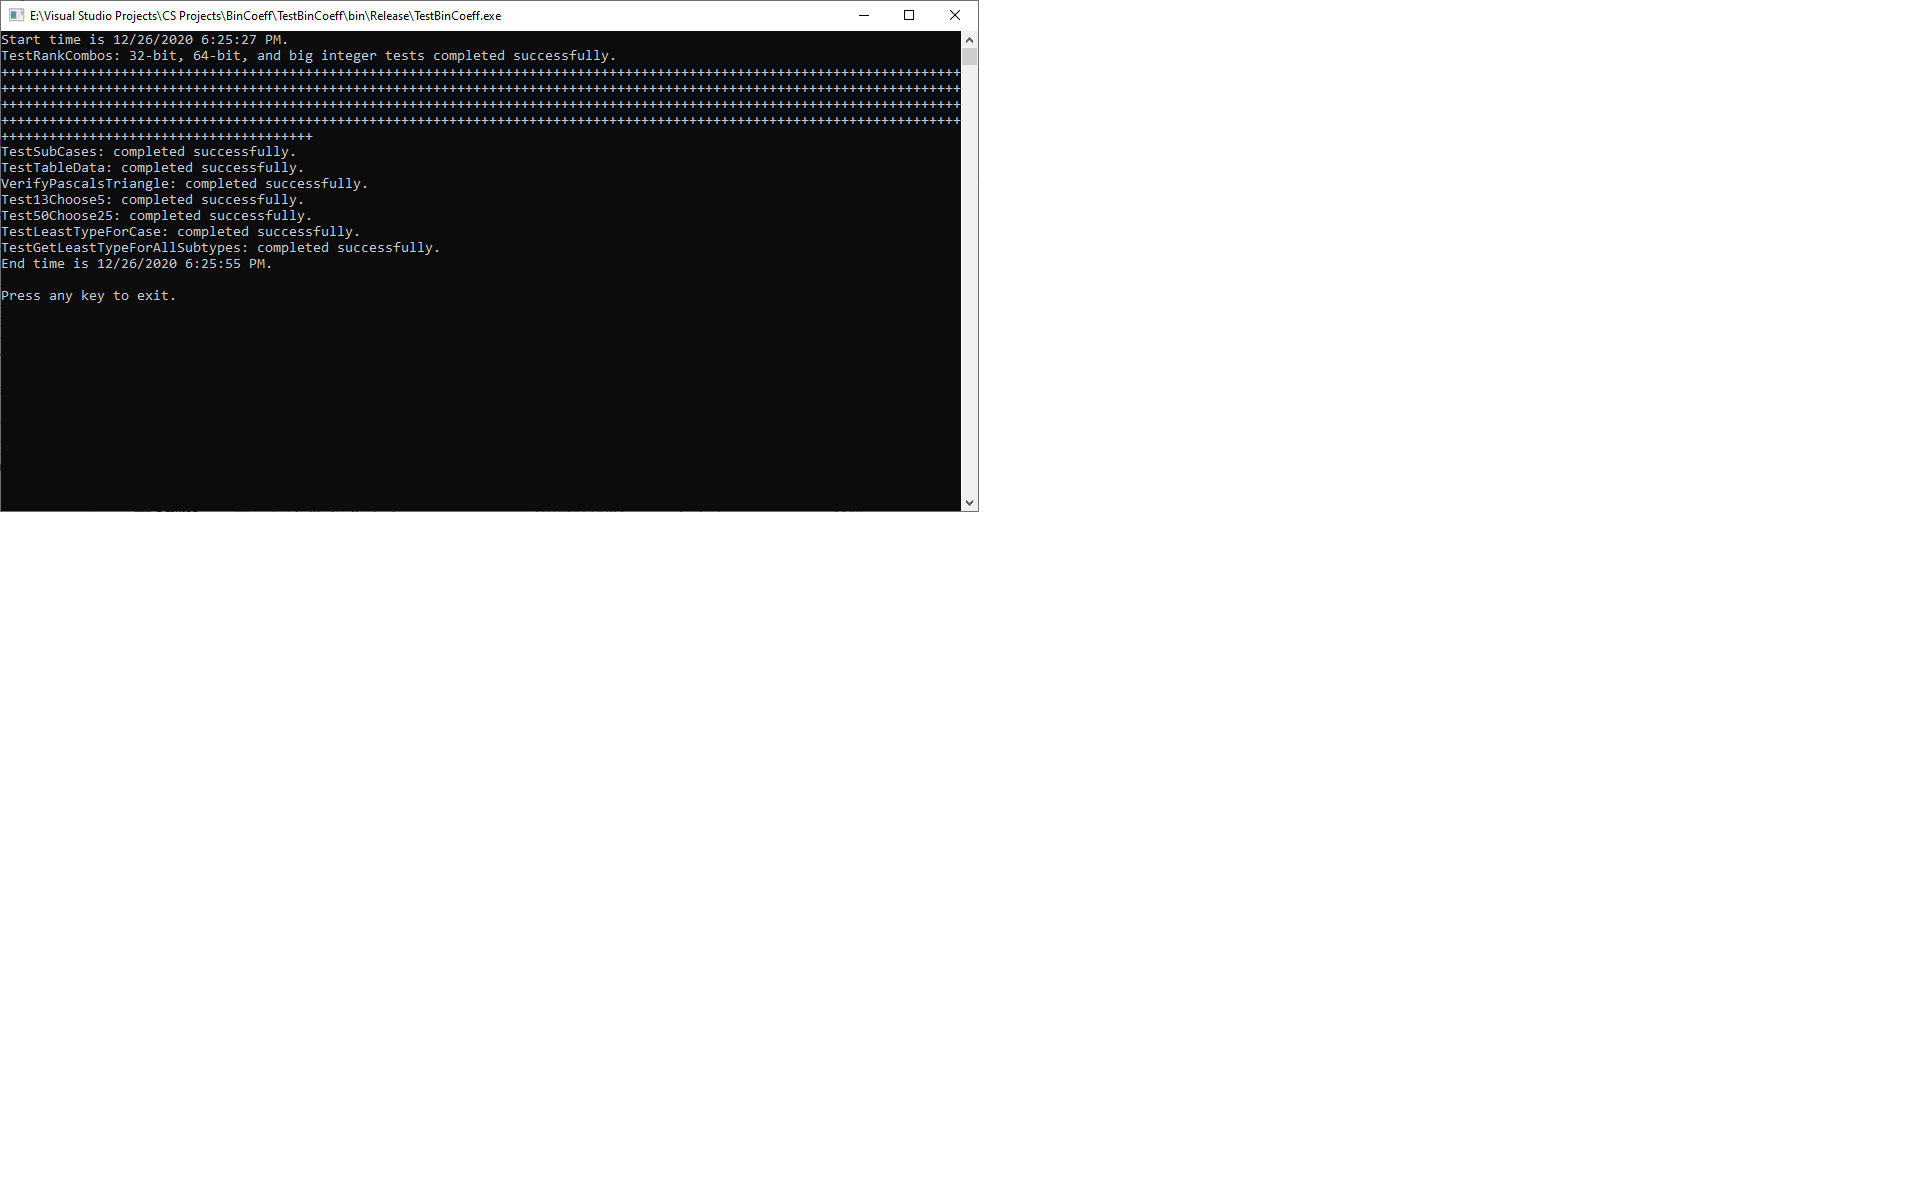 E:\Visual Studio Projects\CS Projects\BinCoeff\TestBinCoeff\bin\Release\TestBinCoeff.exe
Start time is 12/26/2020 6:25:27 PM.
TestRankCombos: 32-bit, 64-bit, and big integer tests completed successfully.
++++++++++++++++++++++++++++++++++++++++++++++++++++++++++++++++++++++++++++++++++++++++++++++++++++++++++++++++++++++++
++++++++++++++++++++++++++++++++++++++++++++++++++++++++++++++++++++++++++++++++++++++++++++++++++++++++++++++++++++++++
++++++++++++++++++++++++++++++++++++++++++++++++++++++++++++++++++++++++++++++++++++++++++++++++++++++++++++++++++++++++
++++++++++++++++++++++++++++++++++++++++++++++++++++++++++++++++++++++++++++++++++++++++++++++++++++++++++++++++++++++++
+++++++++++++++++++++++++++++++++++++++
TestSubCases: completed successfully.
TestTableData: completed successfully.
VerifyPascalsTriangle: completed successfully.
Test13Choose5: completed successfully.
Test50Choose25: completed successfully.
TestLeastTypeForCase: completed successfully.
TestGetLeastTypeForAllSubtypes: completed successfully.
End time is 12/26/2020 6:25:55 PM.
Press any key to exit.